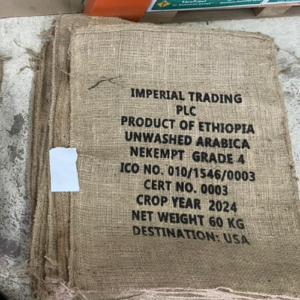 IMPERIAL TRADING
PLC
PRODUCT OF ETHIOPIA
UNWASHED ARABICA
NEKEMPT GRADE 4
ICO NO. 010/1546/0003
CERT NO. 0003
CROP YEAR 2024
NET WEIGHT 60 KG
DESTINATION: USA